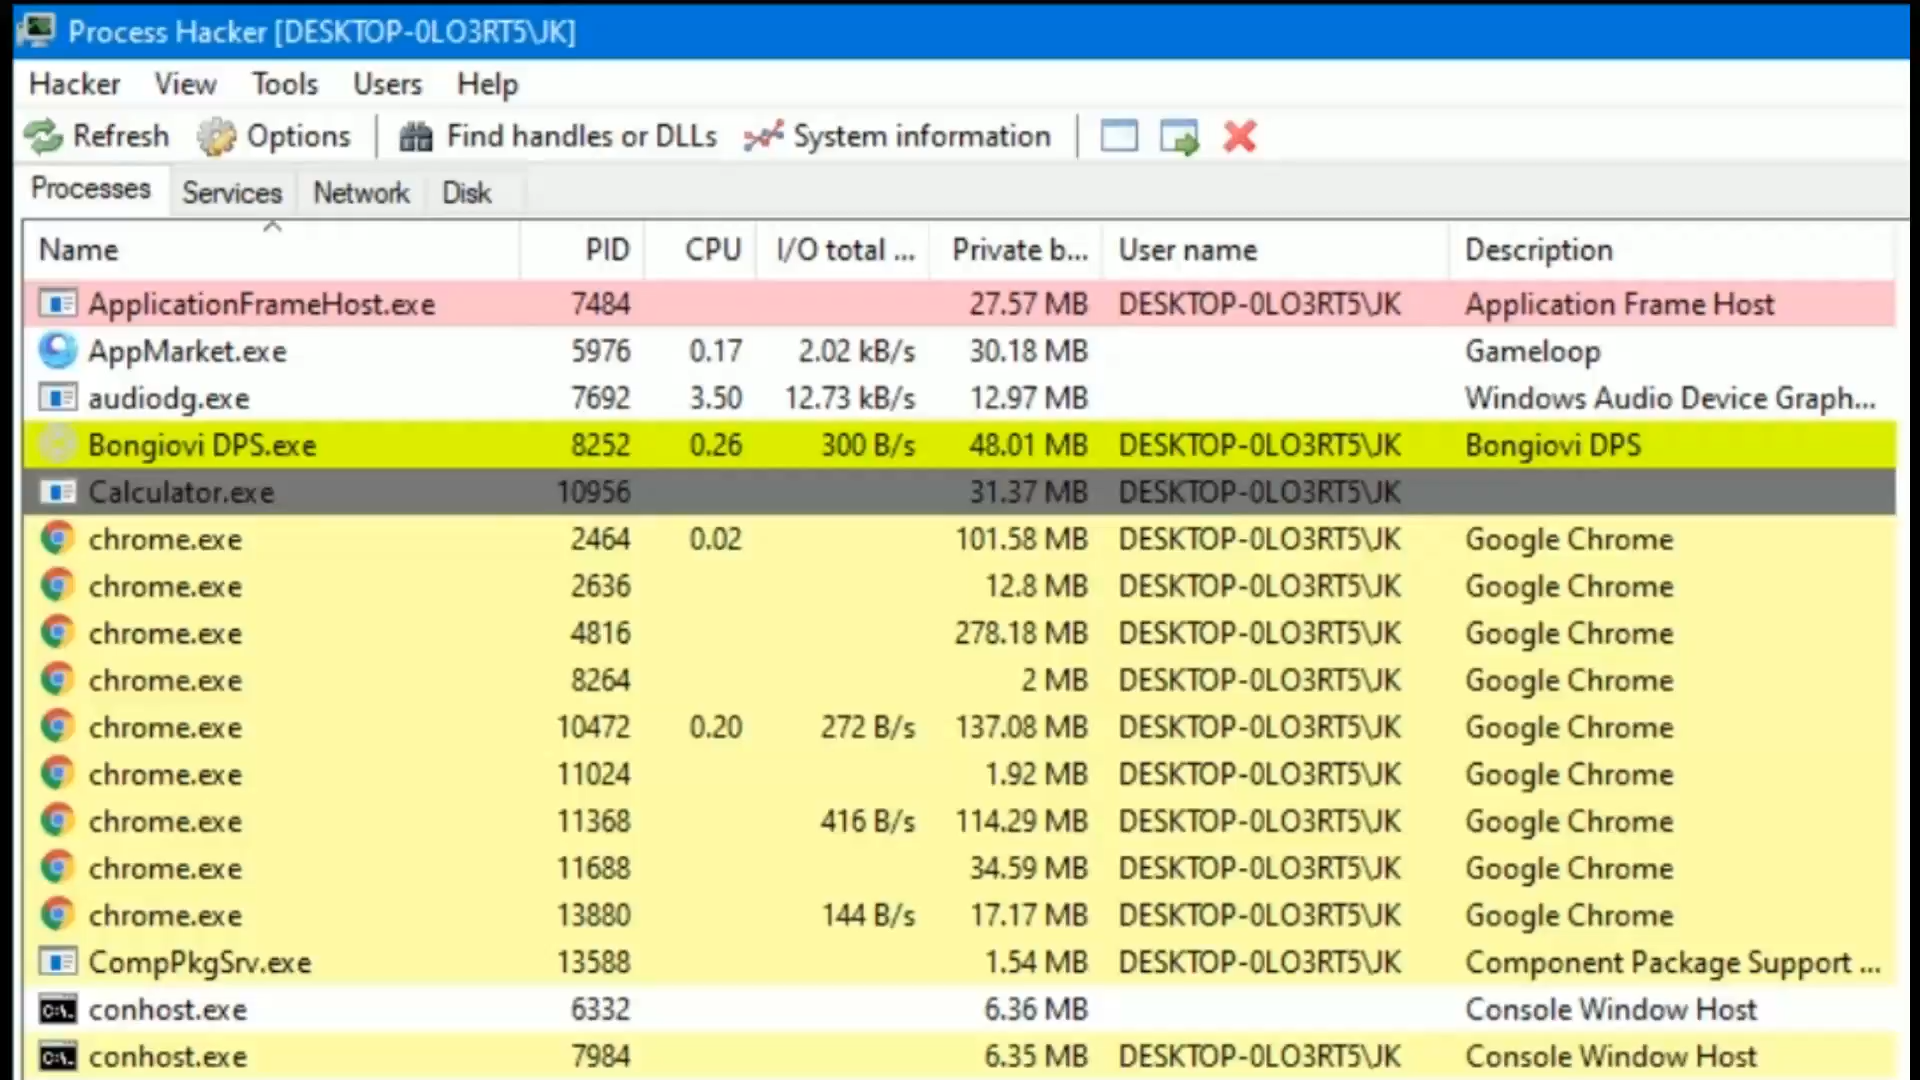 Process Hacker [DESKTOP-0LO3RT5\JK]
Hacker View Tools Users Help
Refresh Options Find handles or DLLs System information
Processes Services Network Disk
Name PID CPU I/O total ... Private b... User name Description
ApplicationFrameHost.exe 7484 27.57 MB DESKTOP-0LO3RT5\JK Application Frame Host
AppMarket.exe 5976 0.17 2.02 kB/s 30.18 MB Gameloop
audiodg.exe 7692 3.50 12.73 kB/s 12.97 MB Windows Audio Device Graph...
Bongiovi DPS.exe 8252 0.26 300 B/s 48.01 MB DESKTOP-0LO3RT5\JK Bongiovi DPS
Calculator.exe 10956 31.37 MB DESKTOP-0LO3RT5\JK
chrome.exe 2464 0.02 101.58 MB DESKTOP-0LO3RT5\JK Google Chrome
chrome.exe 2636 12.8 MB DESKTOP-0LO3RT5\JK Google Chrome
chrome.exe 4816 278.18 MB DESKTOP-0LO3RT5\JK Google Chrome
chrome.exe 8264 2 MB DESKTOP-0LO3RT5\JK Google Chrome
chrome.exe 10472 0.20 272 B/s 137.08 MB DESKTOP-0LO3RT5\JK Google Chrome
chrome.exe 11024 1.92 MB DESKTOP-0LO3RT5\JK Google Chrome
chrome.exe 11368 416 B/s 114.29 MB DESKTOP-0LO3RT5\JK Google Chrome
chrome.exe 11688 34.59 MB DESKTOP-0LO3RT5\JK Google Chrome
chrome.exe 13880 144 B/s 17.17 MB DESKTOP-0LO3RT5\JK Google Chrome
CompPkgSrv.exe 13588 1.54 MB DESKTOP-0LO3RT5\JK Component Package Support ...
C:\. conhost.exe 6332 6.36 MB Console Window Host
C:\. conhost.exe 7984 6.35 MB DESKTOP-0LO3RT5\JK Console Window Host